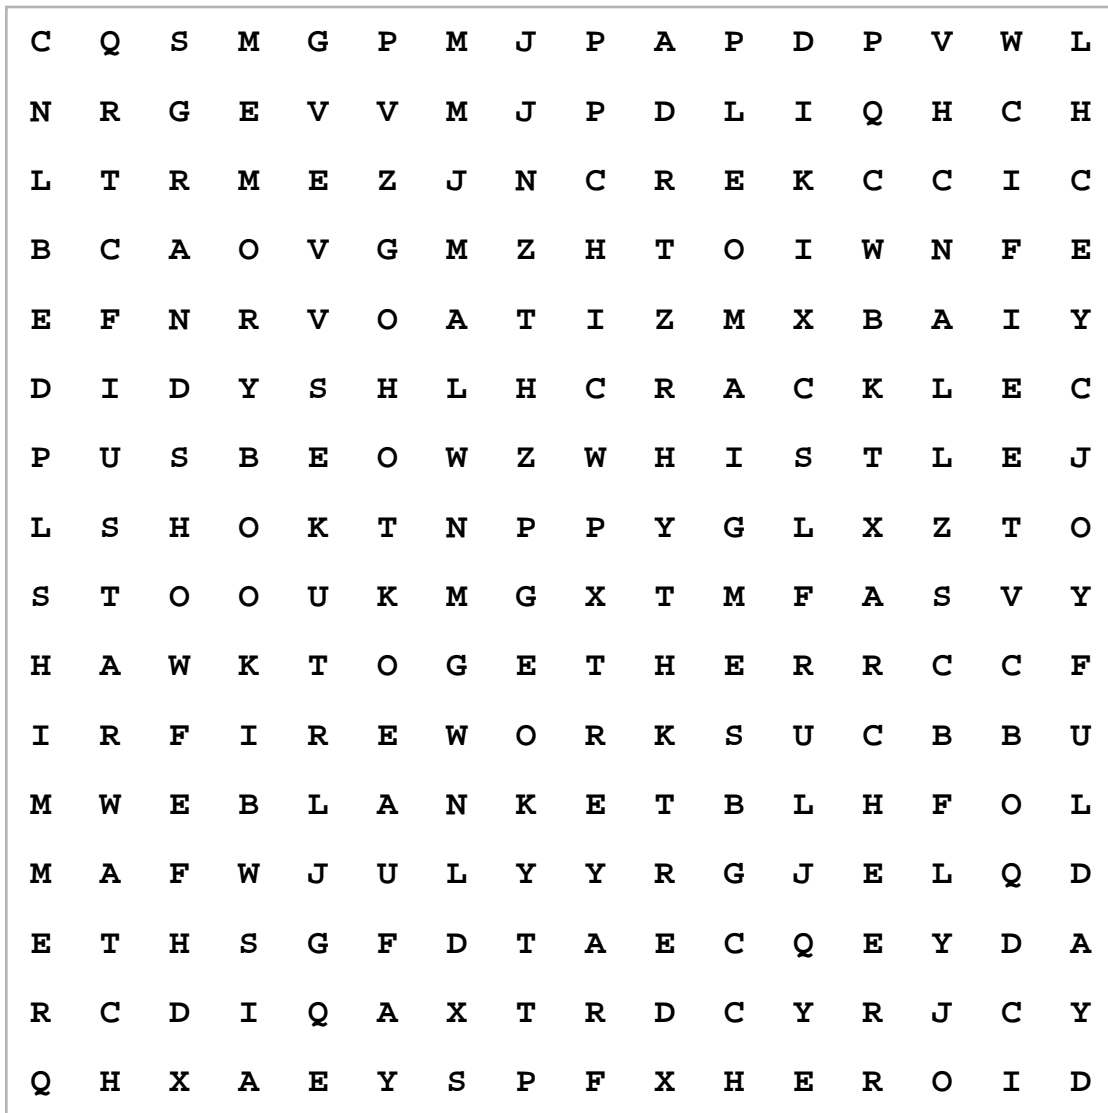 C Q S M G P M J P A P D P V W L
N R G E V V M J P D L I Q H C H
L T R M E Z J N C R E K C C I C
B C A O V G M Z H T O I W N F E
E F N R V O A T I Z M X B A I Y
D I D Y S H L H C R A C K L E C
P U S B E O W Z W H I S T L E J
L S H O K T N P P Y G L X Z T O
S T O O U K M G X T M F A S V Y
H A W K T O G E T H E R R C C F
I R F I R E W O R K S U C B B U
M W E B L A N K E T B L H F O L
M A F W J U L Y Y R G J E L Q D
E T H S G F D T A E C Q E Y D A
R C D I Q A X T R D C Y R J C Y
Q H X A E Y S P F X H E R O I D